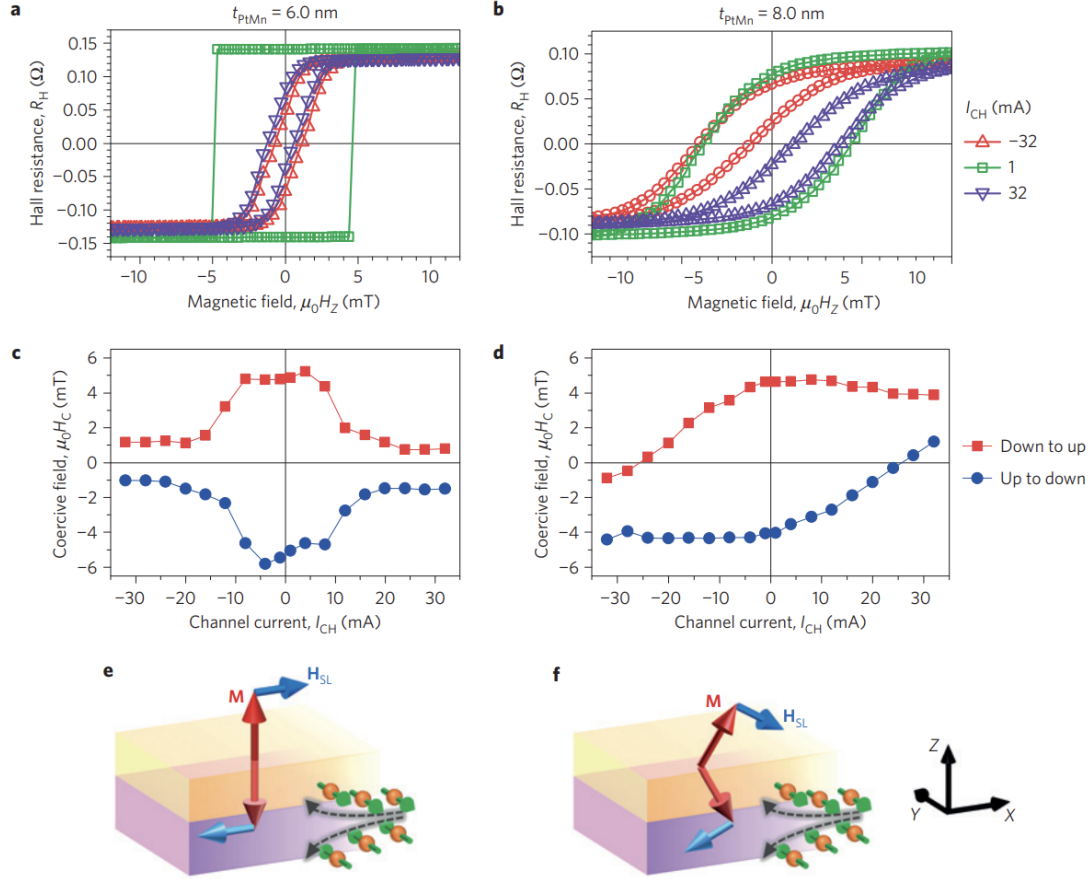 a
t_PtMn = 6.0 nm
Hall resistance, R_H (Ω)
0.15
0.10
0.05
0.00
−0.05
−0.10
−0.15
−10 −5 0 5 10
Magnetic field, μ_0H_Z (mT)
b
t_PtMn = 8.0 nm
Hall resistance, R_H (Ω)
0.10
0.05
0.00
−0.05
−0.10
−10 −5 0 5 10
Magnetic field, μ_0H_Z (mT)
I_CH (mA)
−32
1
32
c
Coercive field, μ_0H_C (mT)
6
4
2
0
−2
−4
−6
−30 −20 −10 0 10 20 30
Channel current, I_CH (mA)
d
Coercive field, μ_0H_C (mT)
6
4
2
0
−2
−4
−6
−30 −20 −10 0 10 20 30
Channel current, I_CH (mA)
Down to up
Up to down
e
M
H_SL
f
M
H_SL
Z
Y
X